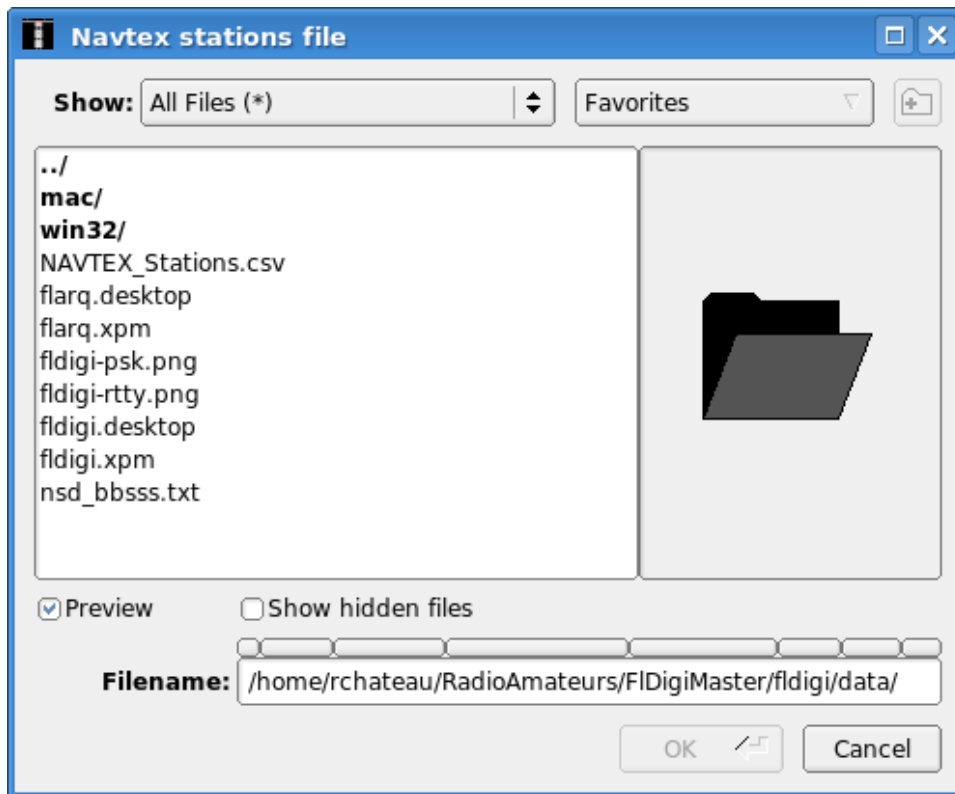 Navtex stations file
Show: All Files (*) Favorites
../
mac/
win32/
NAVTEX_Stations.csv
flarq.desktop
flarq.xpm
fldigi-psk.png
fldigi-rtty.png
fldigi.desktop
fldigi.xpm
nsd_bbsss.txt
Preview Show hidden files
Filename: /home/rchateau/RadioAmateurs/FlDigiMaster/fldigi/data/
OK Cancel